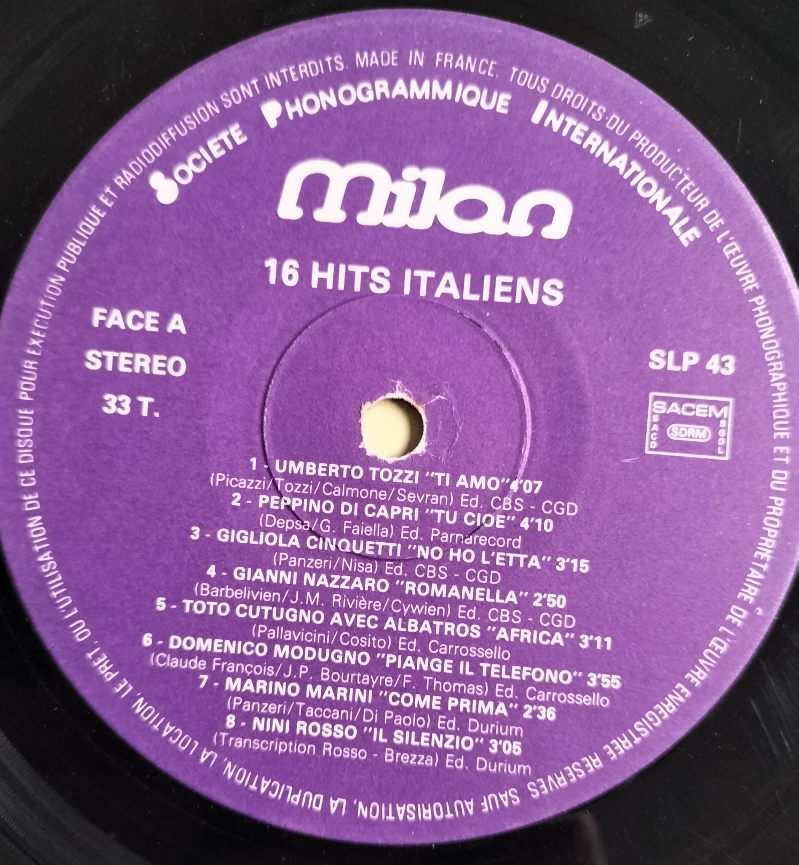 MADE IN FRANCE. TOUS DROITS DU PRODUCTEUR DE L'ŒUVRE PHONOGRAPHIQUE ET DU PROPRIETAIRE DE L'ŒUVRE ENREGISTREE RESERVES SAUF AUTORISATION, LA DUPLICATION, LA LOCATION, LE PRET, OU L'UTILISATION DE CE DISQUE POUR EXECUTION PUBLIQUE ET RADIODIFFUSION SONT INTERDITS.
SOCIETE PHONOGRAMMIQUE INTERNATIONALE
milan
16 HITS ITALIENS
FACE A
STEREO
33 T.
SLP 43
SACEM
SACD
SDRM
SGDL
1 - UMBERTO TOZZI "TI AMO" 4'07
(Picazzi/Tozzi/Calmone/Sevran) Ed. CBS - CGD
2 - PEPPINO DI CAPRI "TU CIOE" 4'10
(Depsa/G. Faiella) Ed. Parnarecord
3 - GIGLIOLA CINQUETTI "NO HO L'ETTA" 3'15
(Panzeri/Nisa) Ed. CBS - CGD
4 - GIANNI NAZZARO "ROMANELLA" 2'50
(Barbelivien/J.M. Rivière/Cywien) Ed. CBS - CGD
5 - TOTO CUTUGNO AVEC ALBATROS "AFRICA" 3'11
(Pallavicini/Cosito) Ed. Carrossello
6 - DOMENICO MODUGNO "PIANGE IL TELEFONO" 3'55
(Claude François/J.P. Bourtayre/F. Thomas) Ed. Carrossello
7 - MARINO MARINI "COME PRIMA" 2'36
(Panzeri/Taccani/Di Paolo) Ed. Durium
8 - NINI ROSSO "IL SILENZIO" 3'05
(Transcription Rosso - Brezza) Ed. Durium